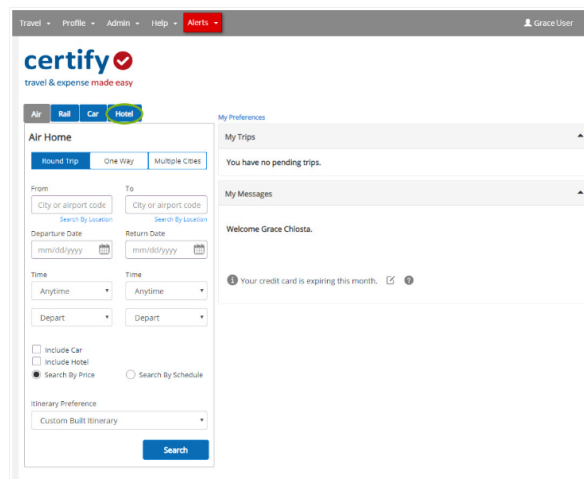 Travel Profile Admin Help Alerts Grace User
certify
travel & expense made easy
Air Rail Car Hotel
My Preferences
Air Home
Round Trip One Way Multiple Cities
From To
City or airport code City or airport code
Search By Location Search By Location
Departure Date Return Date
mm/dd/yyyy mm/dd/yyyy
Time Time
Anytime Anytime
Depart Depart
Include Car
Include Hotel
Search By Price Search By Schedule
Itinerary Preference
Custom Built Itinerary
Search
My Trips
You have no pending trips.
My Messages
Welcome Grace Chlosta.
Your credit card is expiring this month.